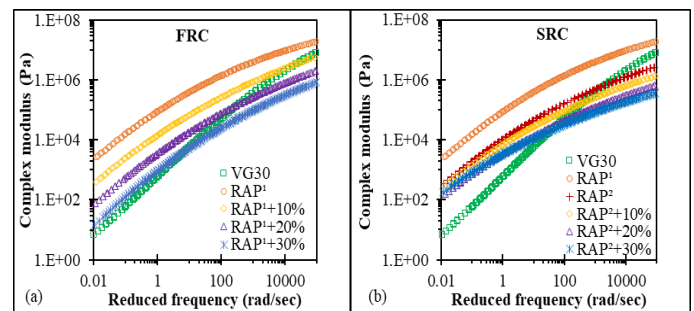 FRC
Complex modulus (Pa)
1.E+08
1.E+06
1.E+04
1.E+02
1.E+00
VG30
RAP¹
RAP¹+10%
RAP¹+20%
RAP¹+30%
0.01 1 100 10000
(a) Reduced frequency (rad/sec)
SRC
Complex modulus (Pa)
1.E+08
1.E+06
1.E+04
1.E+02
1.E+00
VG30
RAP¹
RAP²
RAP²+10%
RAP²+20%
RAP²+30%
0.01 1 100 10000
(b) Reduced frequency (rad/sec)